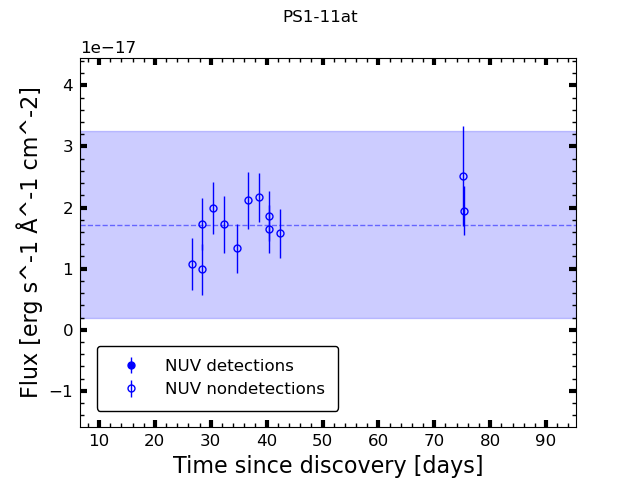 PS1-11at
1e−17
4
3
2
1
0
−1
10 20 30 40 50 60 70 80 90
Flux [erg s^-1 Å^-1 cm^-2]
Time since discovery [days]
NUV detections
NUV nondetections